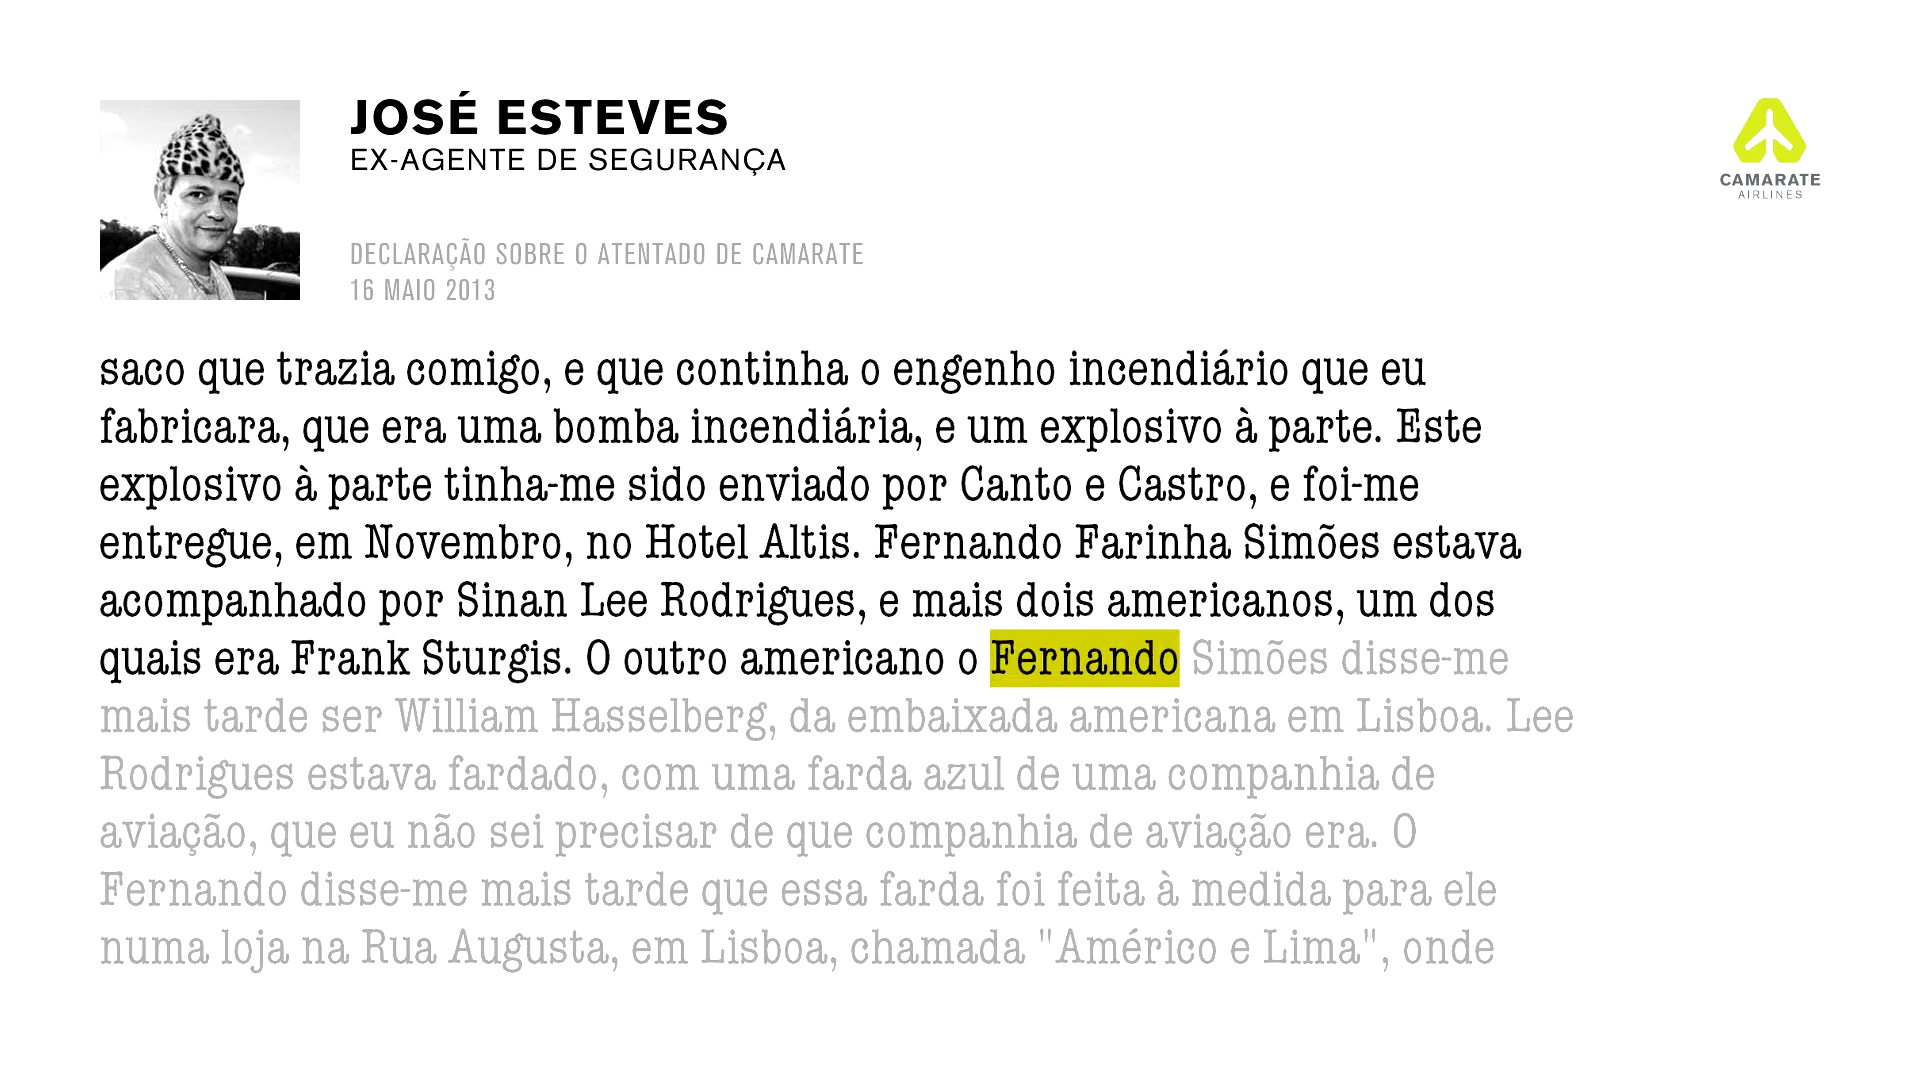 JOSÉ ESTEVES
EX-AGENTE DE SEGURANÇA
CAMARATE
AIRLINES
DECLARAÇÃO SOBRE O ATENTADO DE CAMARATE
16 MAIO 2013
saco que trazia comigo, e que continha o engenho incendiário que eu
fabricara, que era uma bomba incendiária, e um explosivo à parte. Este
explosivo à parte tinha-me sido enviado por Canto e Castro, e foi-me
entregue, em Novembro, no Hotel Altis. Fernando Farinha Simões estava
acompanhado por Sinan Lee Rodrigues, e mais dois americanos, um dos
quais era Frank Sturgis. O outro americano o Fernando Simões disse-me
mais tarde ser William Hasselberg, da embaixada americana em Lisboa. Lee
Rodrigues estava fardado, com uma farda azul de uma companhia de
aviação, que eu não sei precisar de que companhia de aviação era. O
Fernando disse-me mais tarde que essa farda foi feita à medida para ele
numa loja na Rua Augusta, em Lisboa, chamada "Américo e Lima", onde